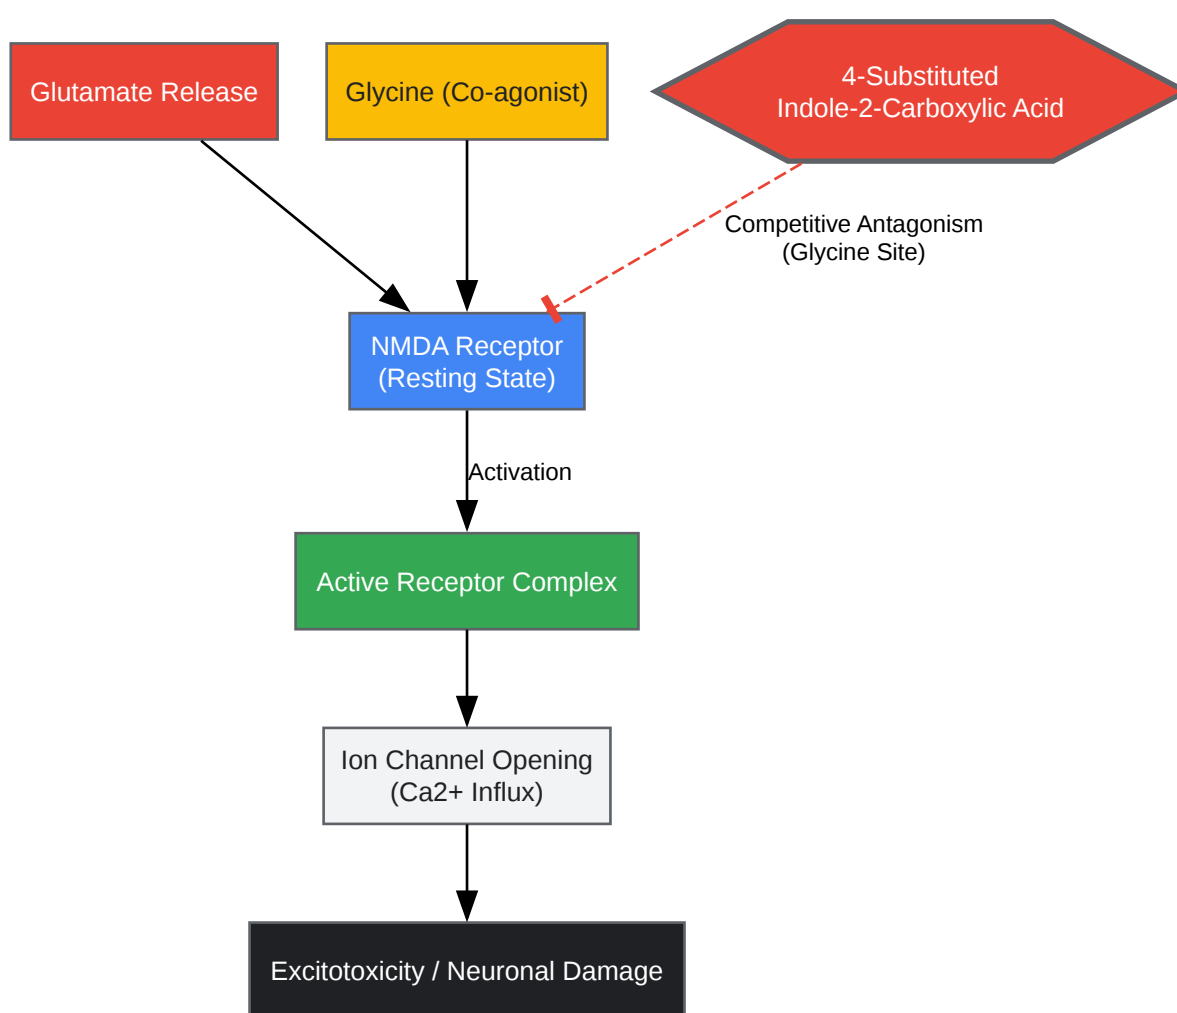 Glutamate Release
Glycine (Co-agonist)
4-Substituted
Indole-2-Carboxylic Acid
Competitive Antagonism
(Glycine Site)
NMDA Receptor
(Resting State)
Activation
Active Receptor Complex
Ion Channel Opening
(Ca2+ Influx)
Excitotoxicity / Neuronal Damage